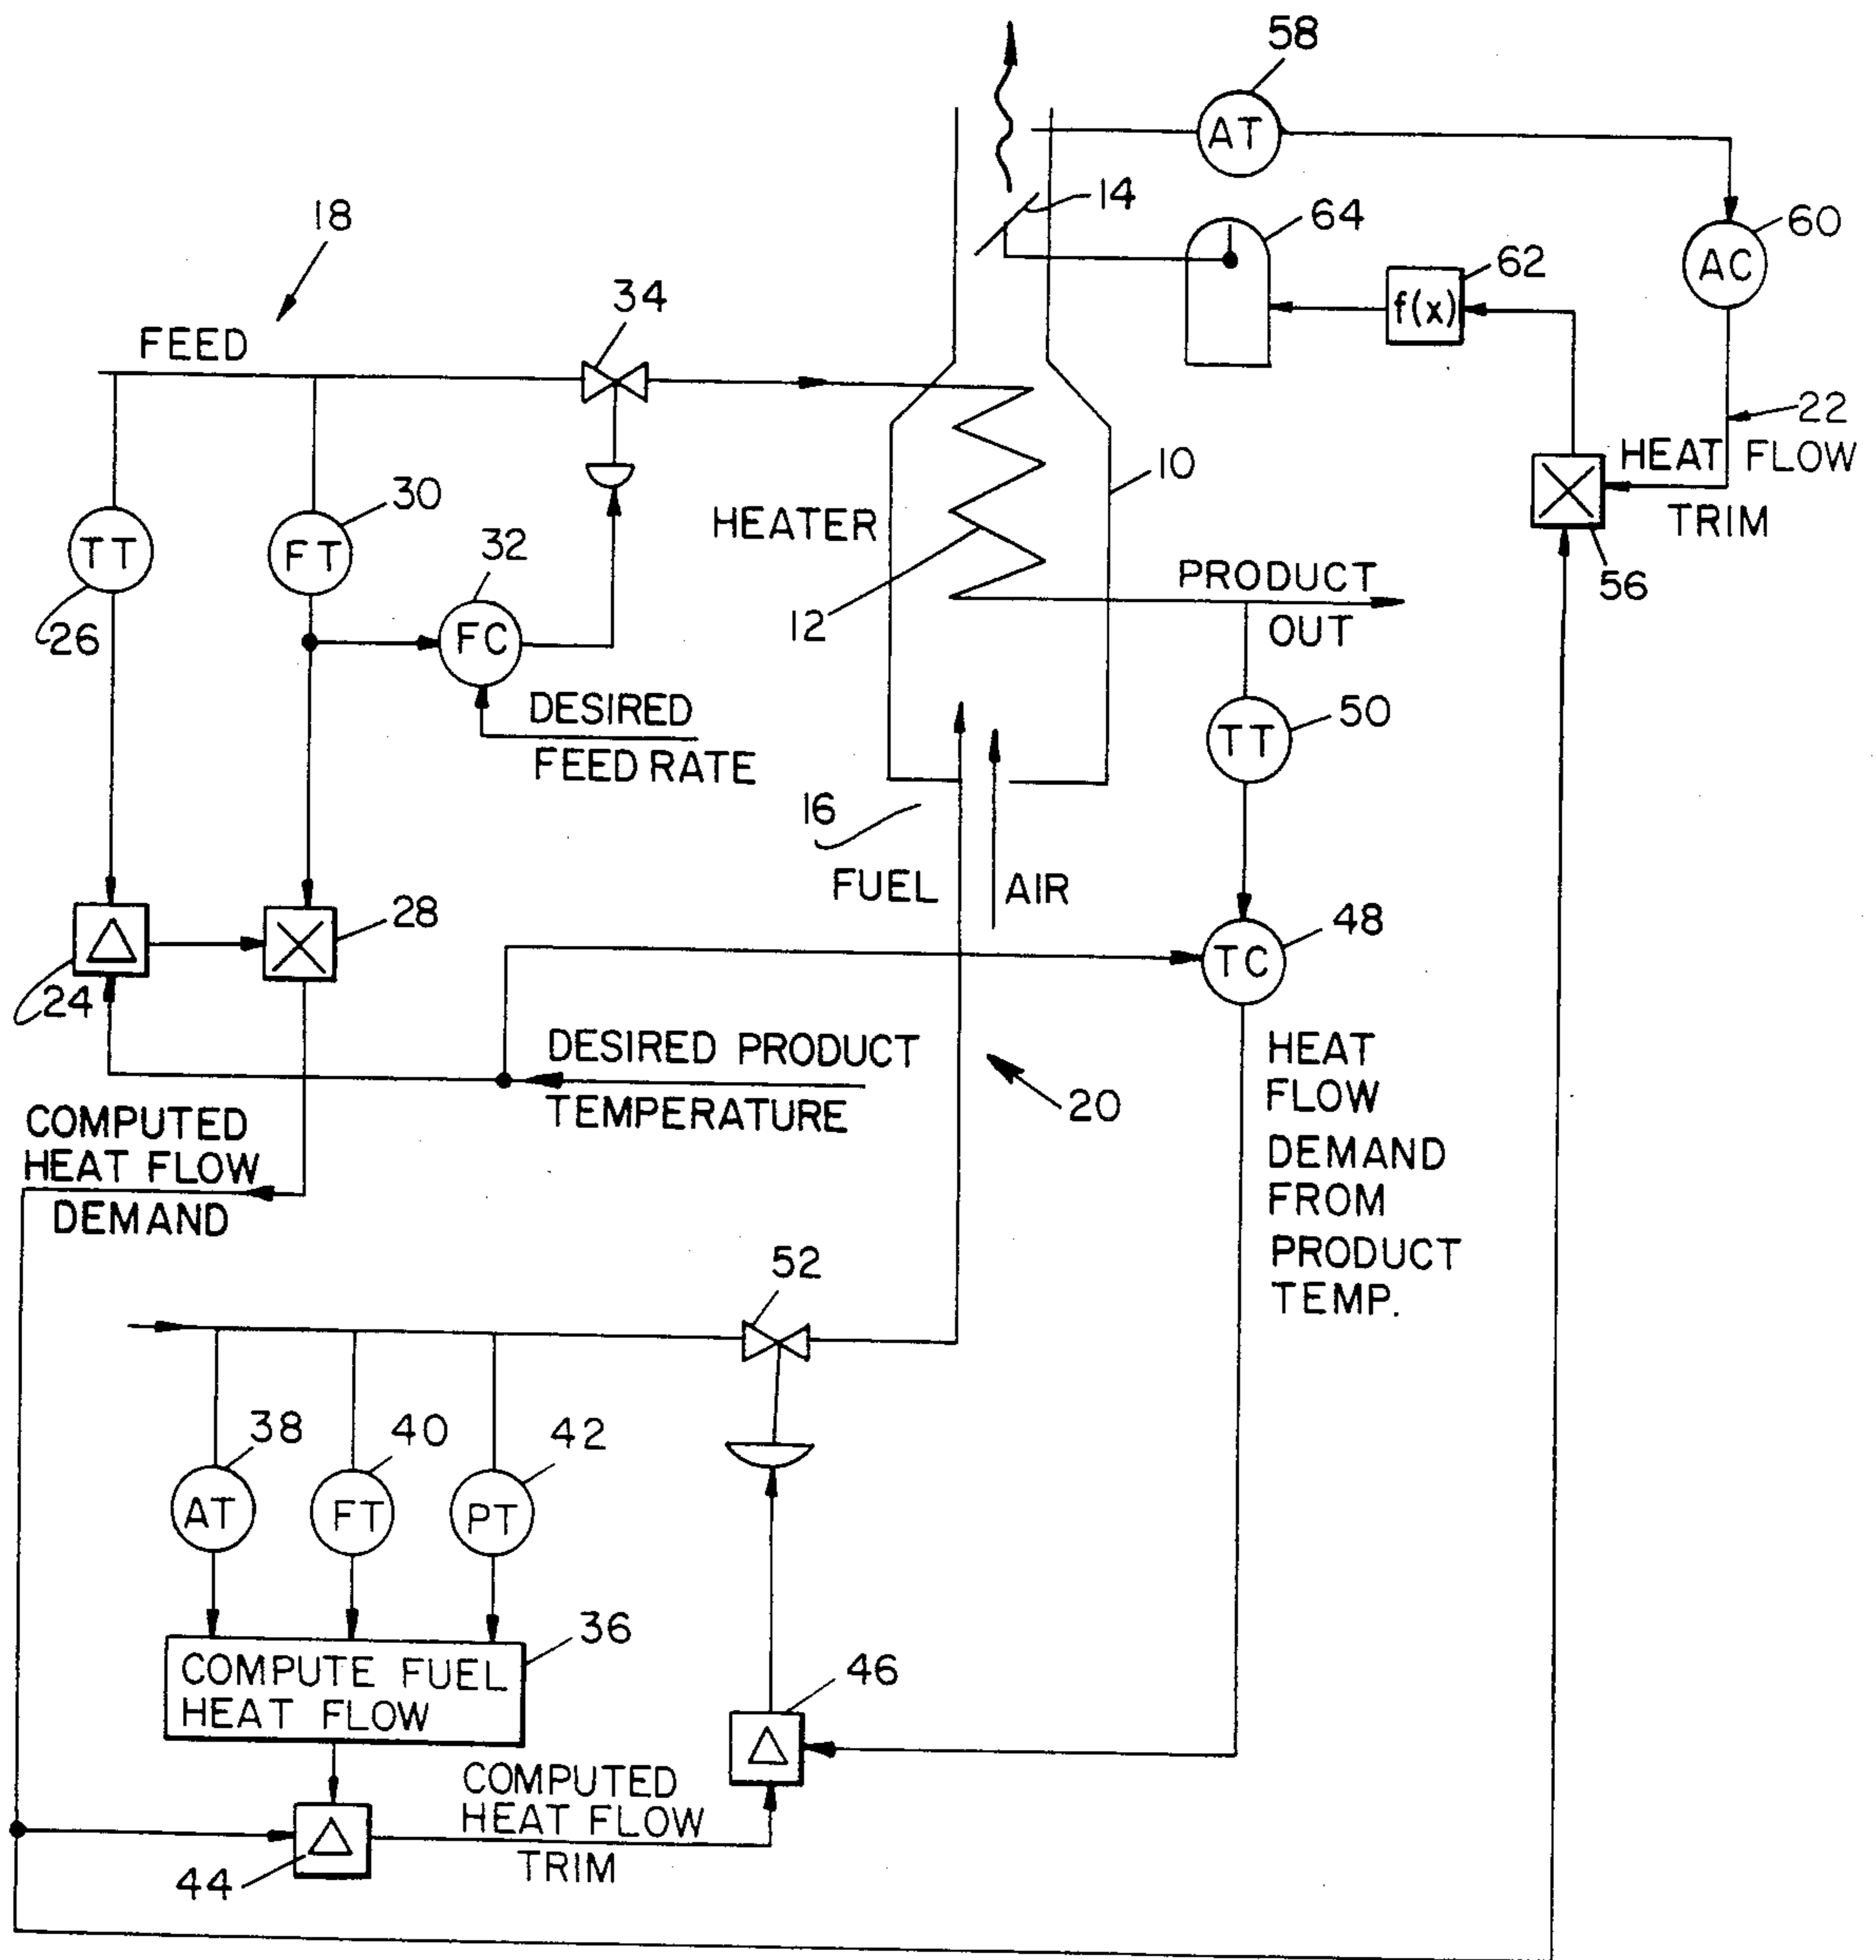 58
AT
18
14
64
60
AC
62
f(x)
34
FEED
22
HEAT FLOW
TRIM
10
30
HEATER
32
TT
FT
56
PRODUCT
OUT
12
26
FC
DESIRED
FEED RATE
50
TT
16
FUEL
AIR
28
48
TC
24
DESIRED PRODUCT
TEMPERATURE
20
HEAT
FLOW
DEMAND
FROM
PRODUCT
TEMP.
COMPUTED
HEAT FLOW
DEMAND
52
38
40
42
AT
FT
PT
36
COMPUTE FUEL
HEAT FLOW
46
COMPUTED
HEAT FLOW
TRIM
44